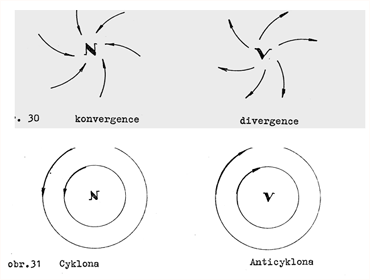 N V
. 30 konvergence divergence
N V
obr.31 Cyklona Anticyklona